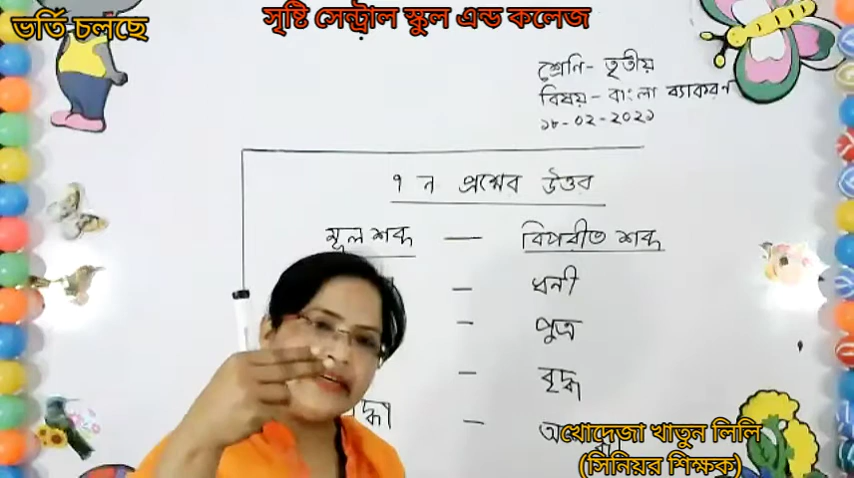 ভর্তি চলছে
সৃষ্টি সেন্ট্রাল স্কুল এন্ড কলেজ
শ্রেণি - তৃতীয়
বিষয় - বাংলা ব্যাকরণ
১৮-০২-২০২১
৭ ন প্রশ্নের উত্তর
মূল শব্দ — বিপরীত শব্দ
— ধনী
— পুত্র
— বৃদ্ধ
—
খোদেজা খাতুন লিলি
(সিনিয়র শিক্ষক)